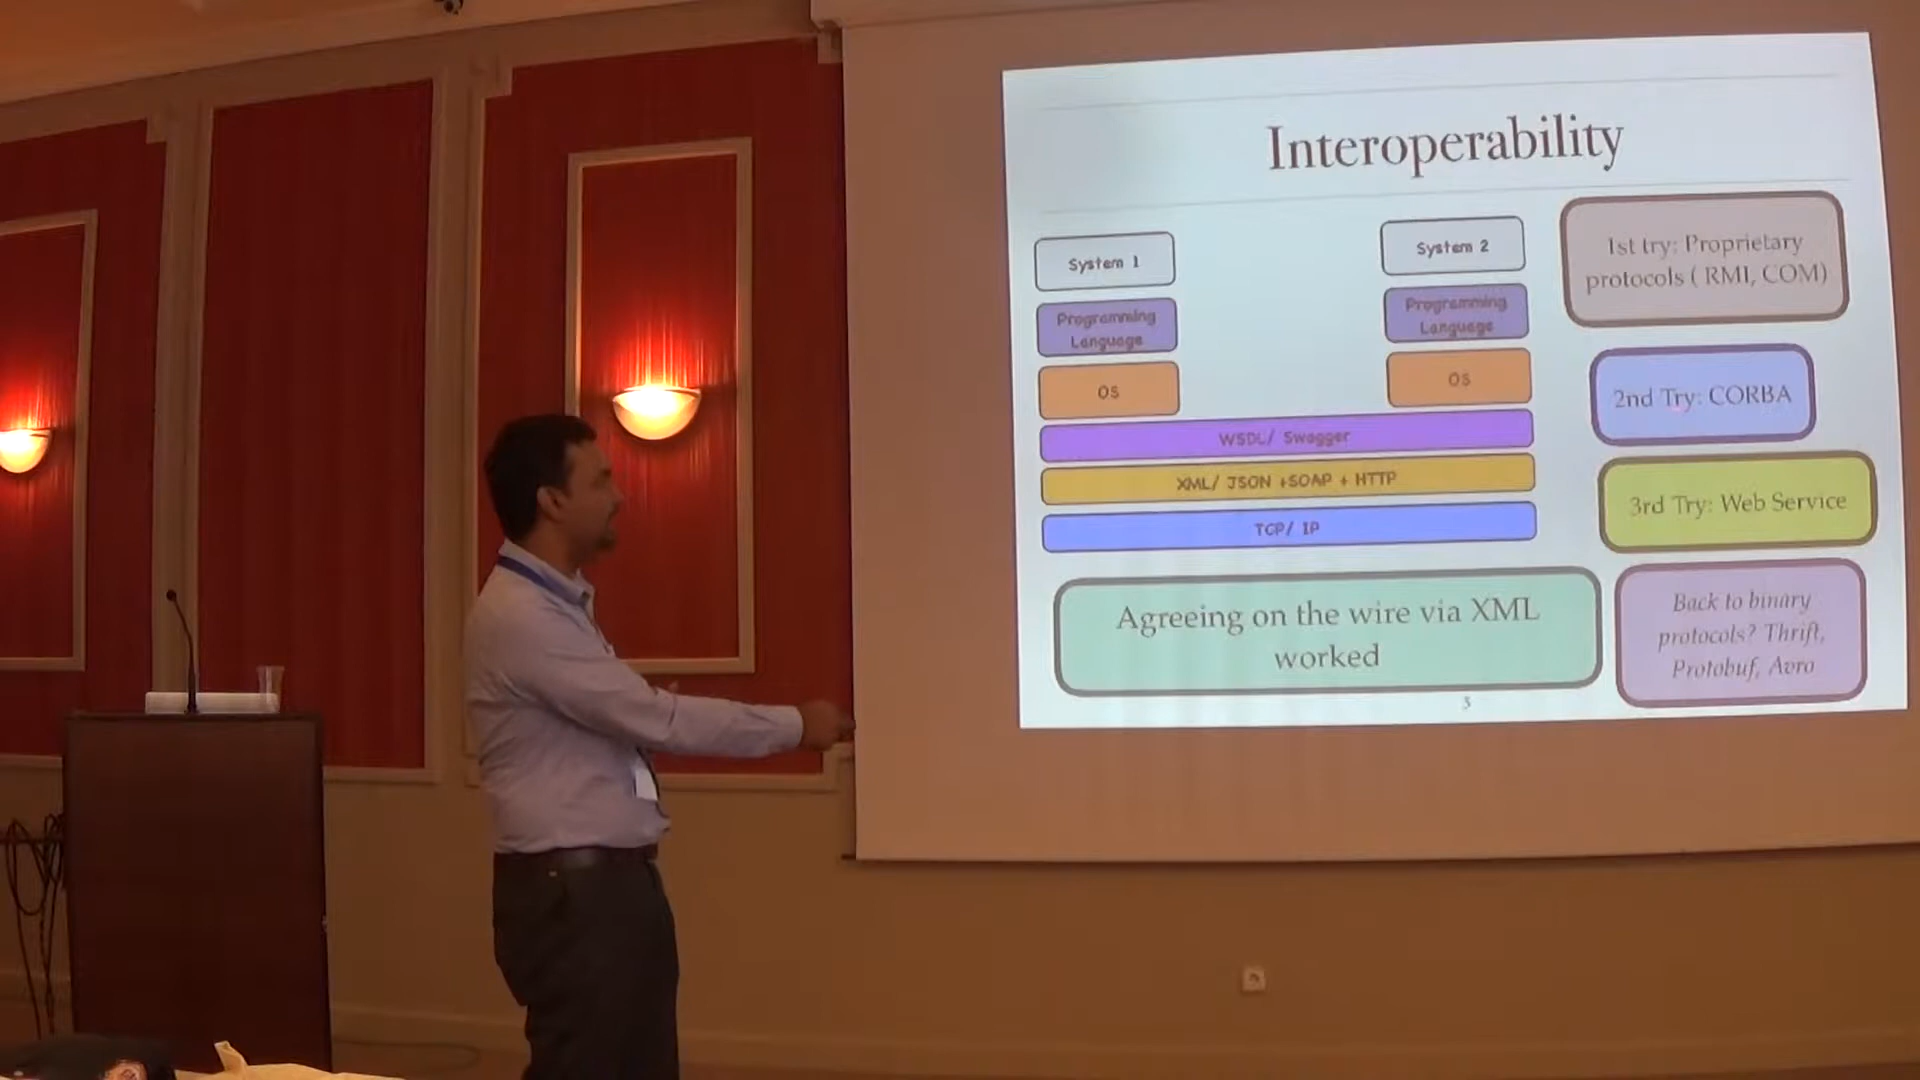 Interoperability
System 1
System 2
Programming
Language
Programming
Language
OS
OS
WSDL/ Swagger
XML/ JSON +SOAP + HTTP
TCP/ IP
Agreeing on the wire via XML
worked
1st try: Proprietary
protocols ( RMI, COM)
2nd Try: CORBA
3rd Try: Web Service
Back to binary
protocols? Thrift,
Protobuf, Avro
3